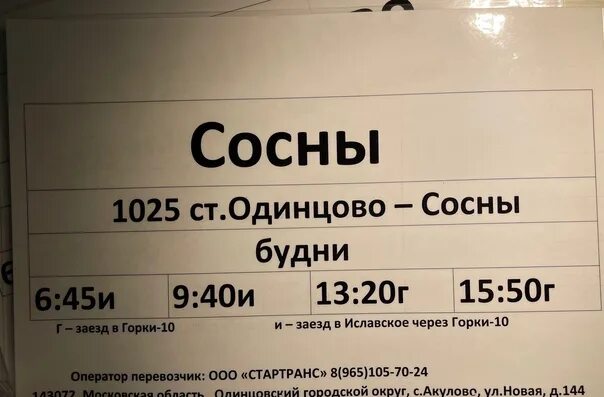 Сосны
1025 ст.Одинцово – Сосны
будни
6:45и 9:40и 13:20г 15:50г
Г – заезд в Горки-10 и – заезд в Иславское через Горки-10
Оператор перевозчик: ООО «СТАРТРАНС» 8(965)105-70-24
143072, Московская область, Одинцовский городской округ, с.Акулово, ул.Новая, д.144